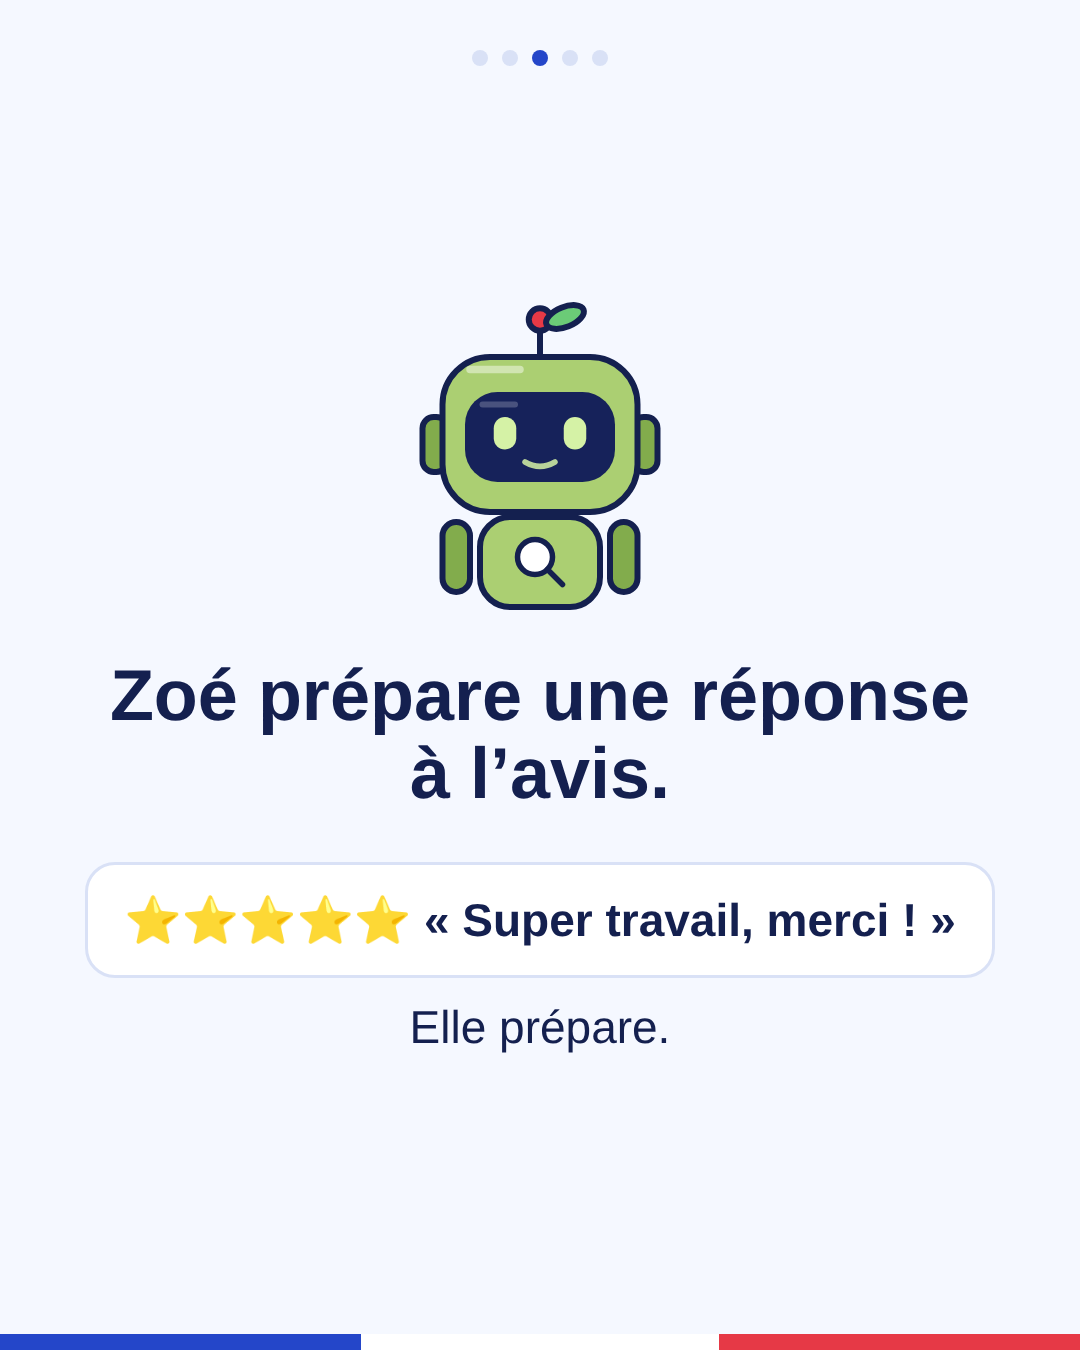 Zoé prépare une réponse
à l’avis.
⭐⭐⭐⭐⭐ « Super travail, merci ! »
Elle prépare.